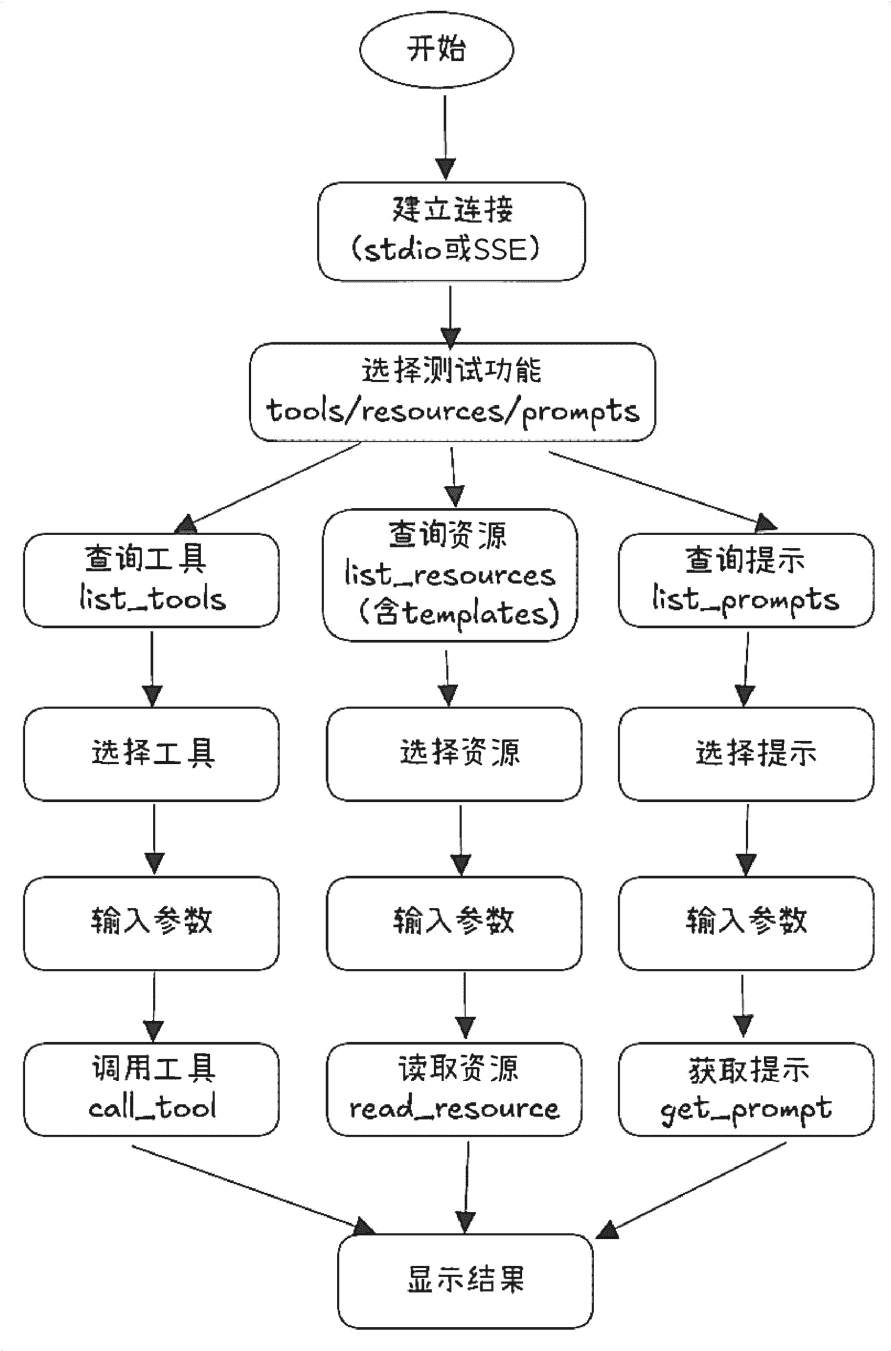 开始
建立连接
（stdio或SSE）
选择测试功能
tools/resources/prompts
查询工具
list_tools
查询资源
list_resources
（含templates)
查询提示
list_prompts
选择工具
选择资源
选择提示
输入参数
输入参数
输入参数
调用工具
call_tool
读取资源
read_resource
获取提示
get_prompt
显示结果